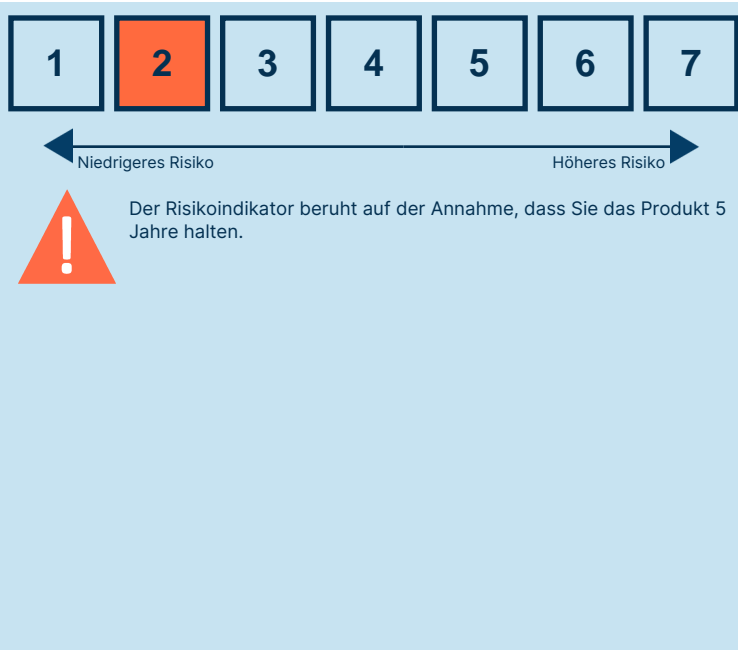 1 2 3 4 5 6 7
Niedrigeres Risiko Höheres Risiko
Der Risikoindikator beruht auf der Annahme, dass Sie das Produkt 5
Jahre halten.